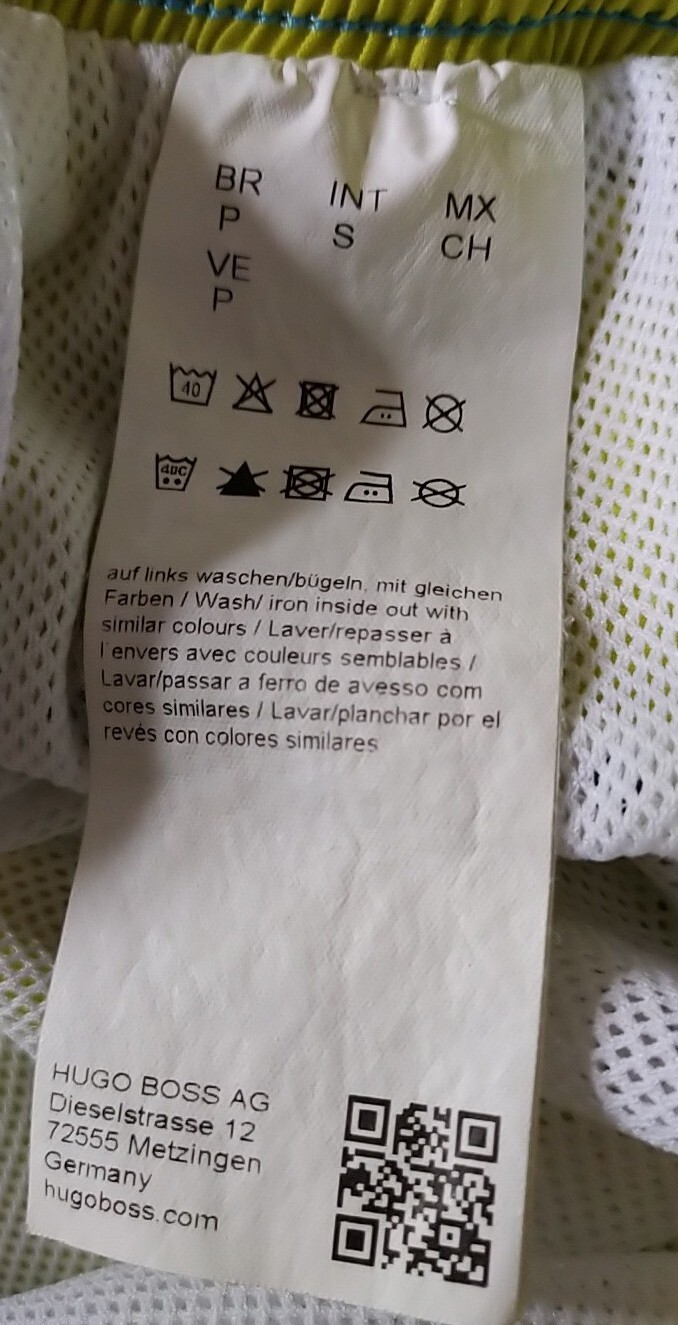 BR INT MX
P S CH
VE
P
40
auf links waschen/bügeln, mit gleichen
Farben / Wash/ iron inside out with
similar colours / Laver/repasser à
l'envers avec couleurs semblables /
Lavar/passar a ferro de avesso com
cores similares / Lavar/planchar por el
revés con colores similares
HUGO BOSS AG
Dieselstrasse 12
72555 Metzingen
Germany
hugoboss.com